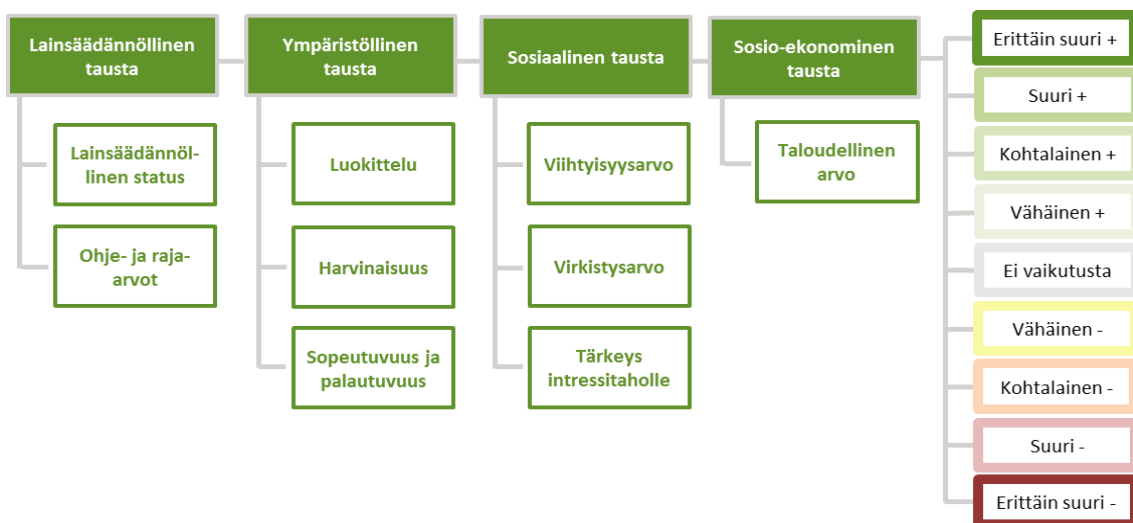 Lainsäädännöllinen
tausta
Lainsäädännöl-
linen status
Ohje- ja raja-
arvot
Ympäristöllinen
tausta
Luokittelu
Harvinaisuus
Sopeutuvuus ja
palautuvuus
Sosiaalinen tausta
Viihtyisyysarvo
Virkistysarvo
Tärkeys
intressitaholle
Sosio-ekonominen
tausta
Taloudellinen
arvo
Erittäin suuri +
Suuri +
Kohtalainen +
Vähäinen +
Ei vaikutusta
Vähäinen -
Kohtalainen -
Suuri -
Erittäin suuri -